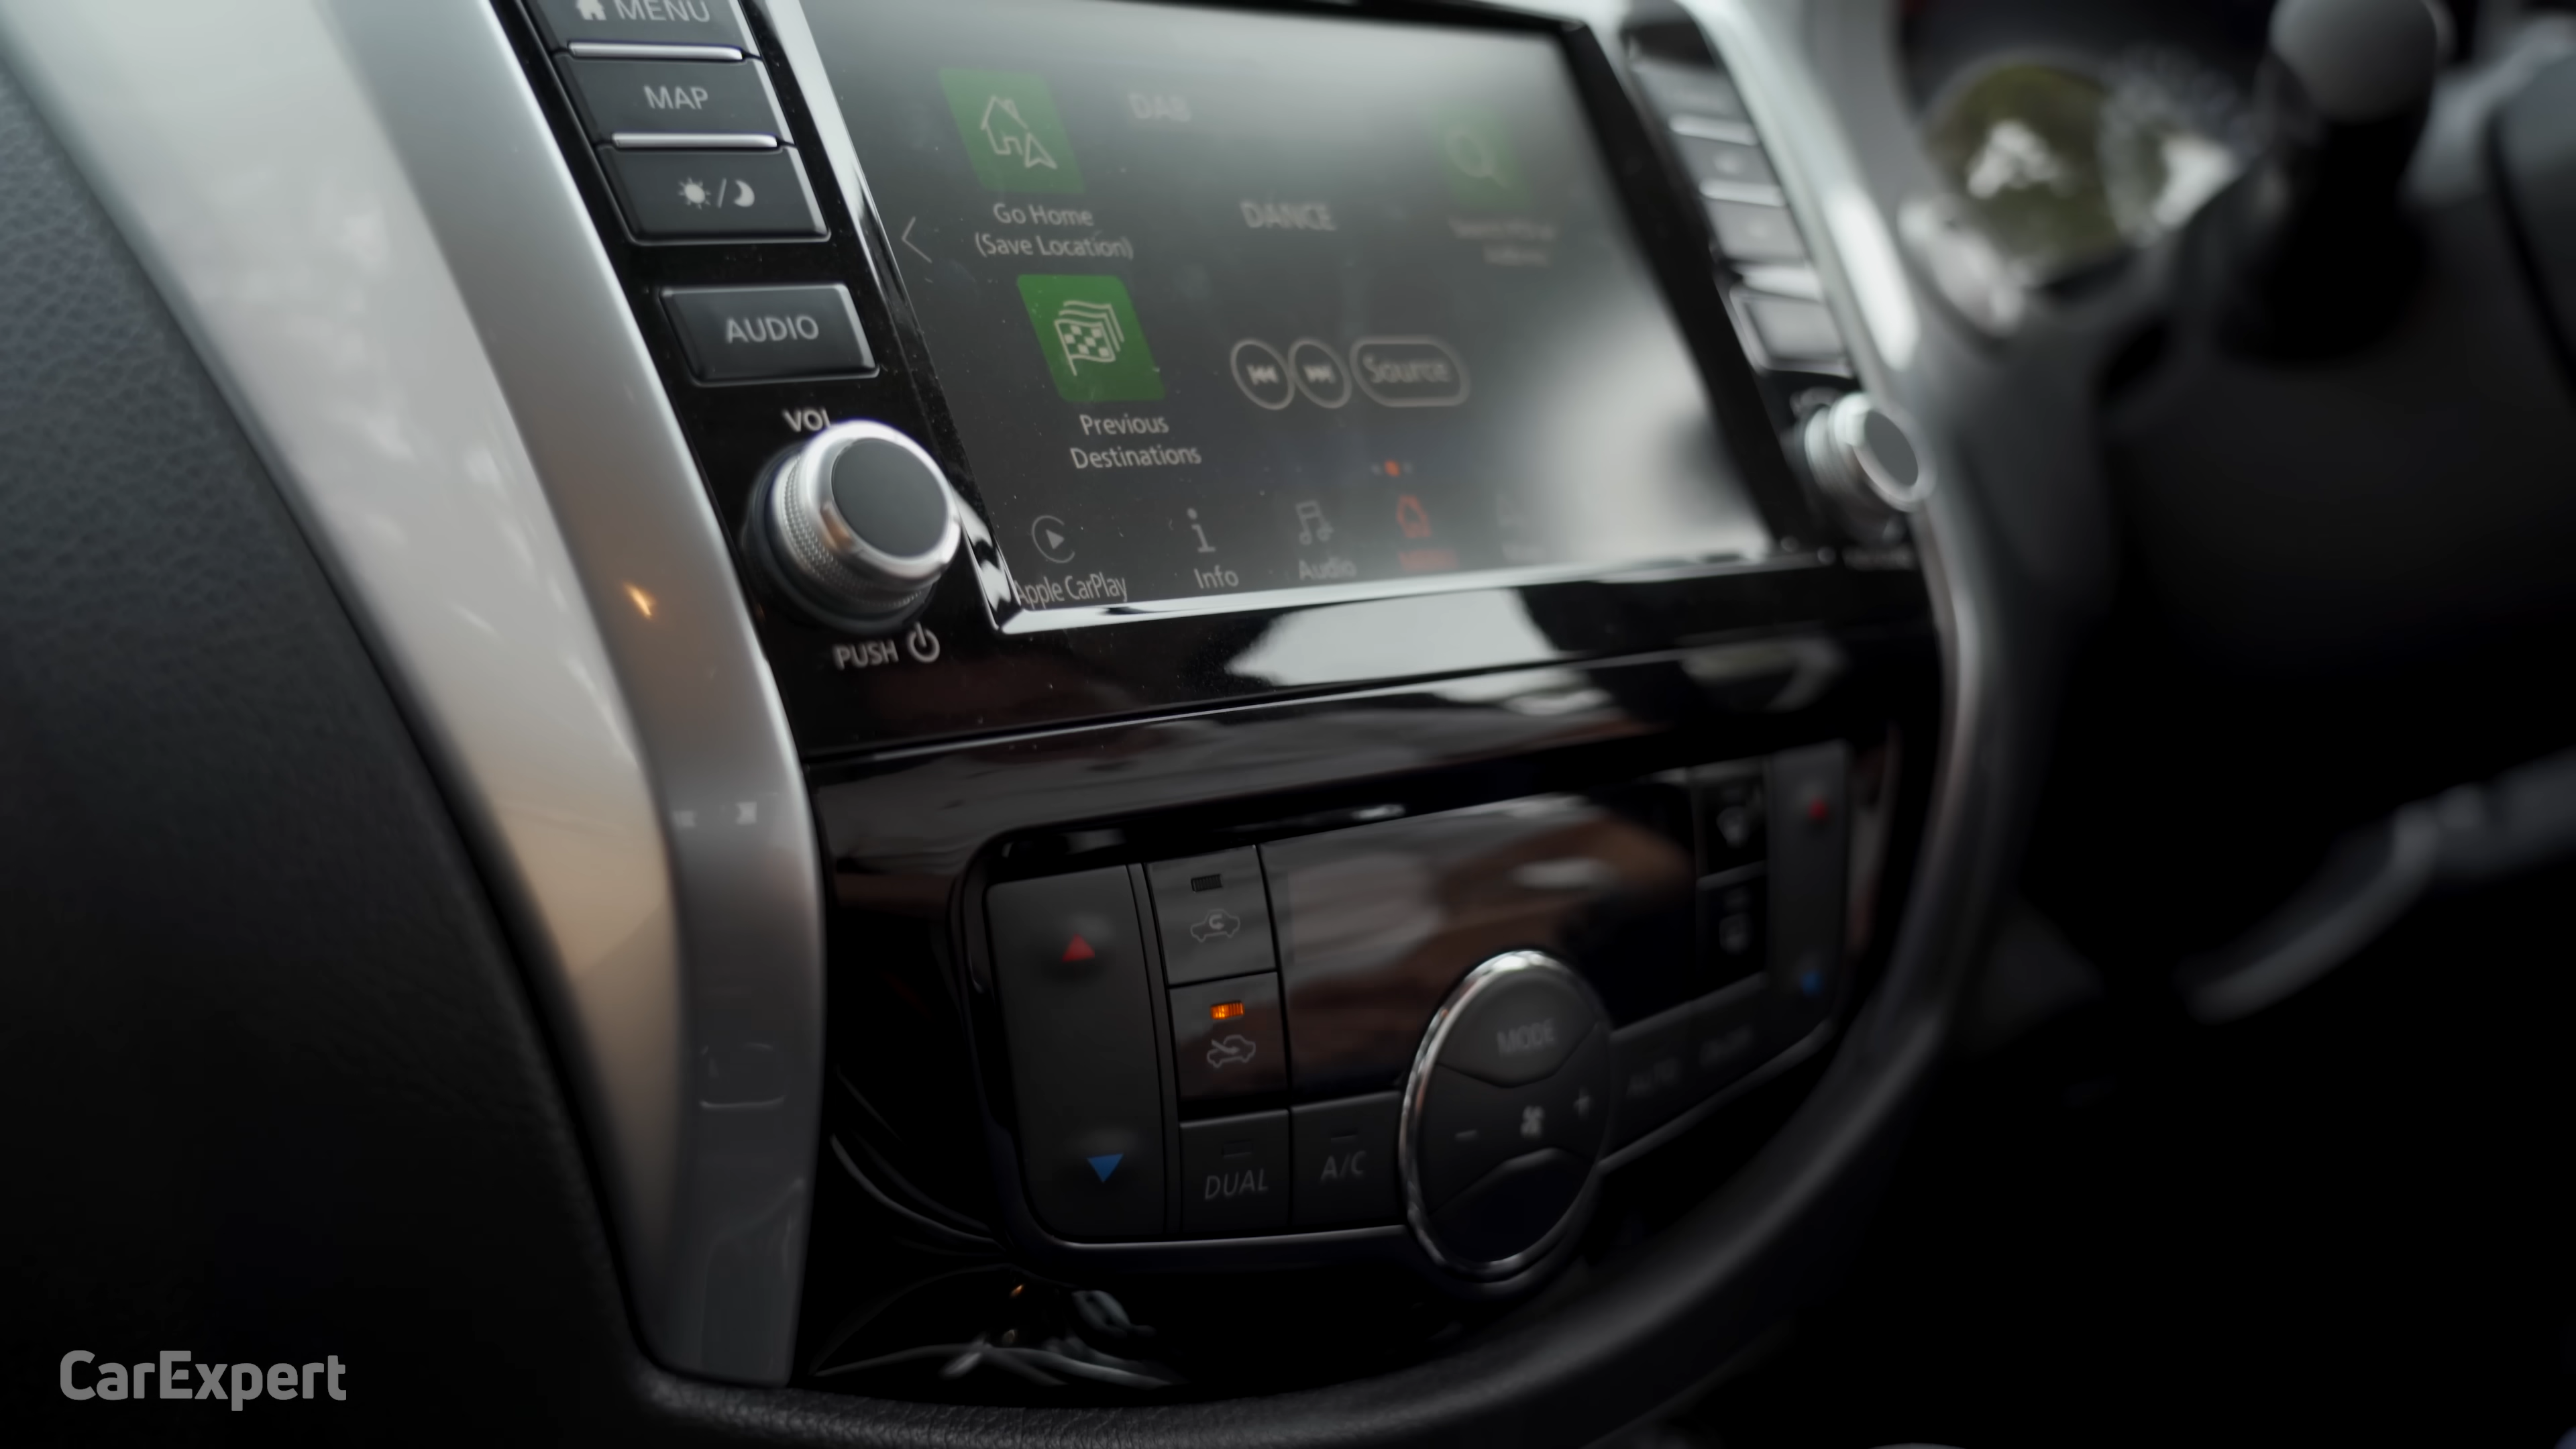 MENU
MAP
AUDIO
VOL
PUSH
Go Home
(Save Location)
DAB
DANCE
Previous
Destinations
Source
Apple CarPlay
Info
Audio
MODE
DUAL
A/C
AUTO
CarExpert